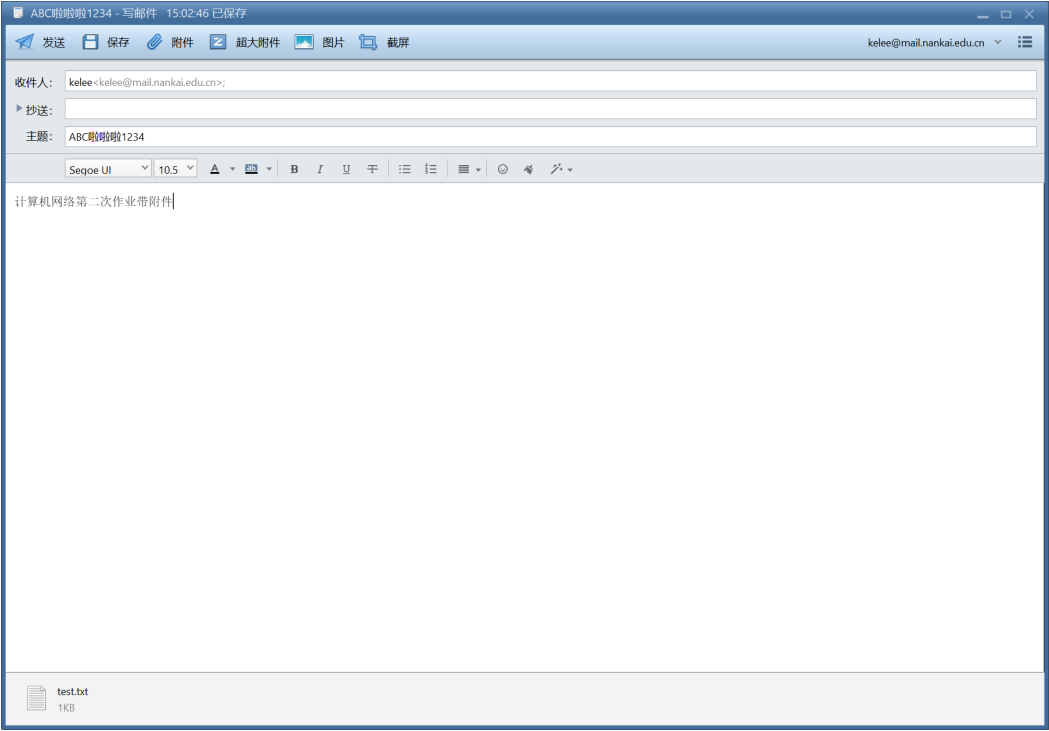 ABC啦啦啦1234 - 写邮件 15:02:46 已保存
发送 保存 附件 超大附件 图片 截屏 kelee@mail.nankai.edu.cn
收件人: kelee<kelee@mail.nankai.edu.cn>;
抄送:
主题: ABC啦啦啦1234
Segoe UI 10.5 A ab B I U
计算机网络第二次作业带附件
test.txt
1KB